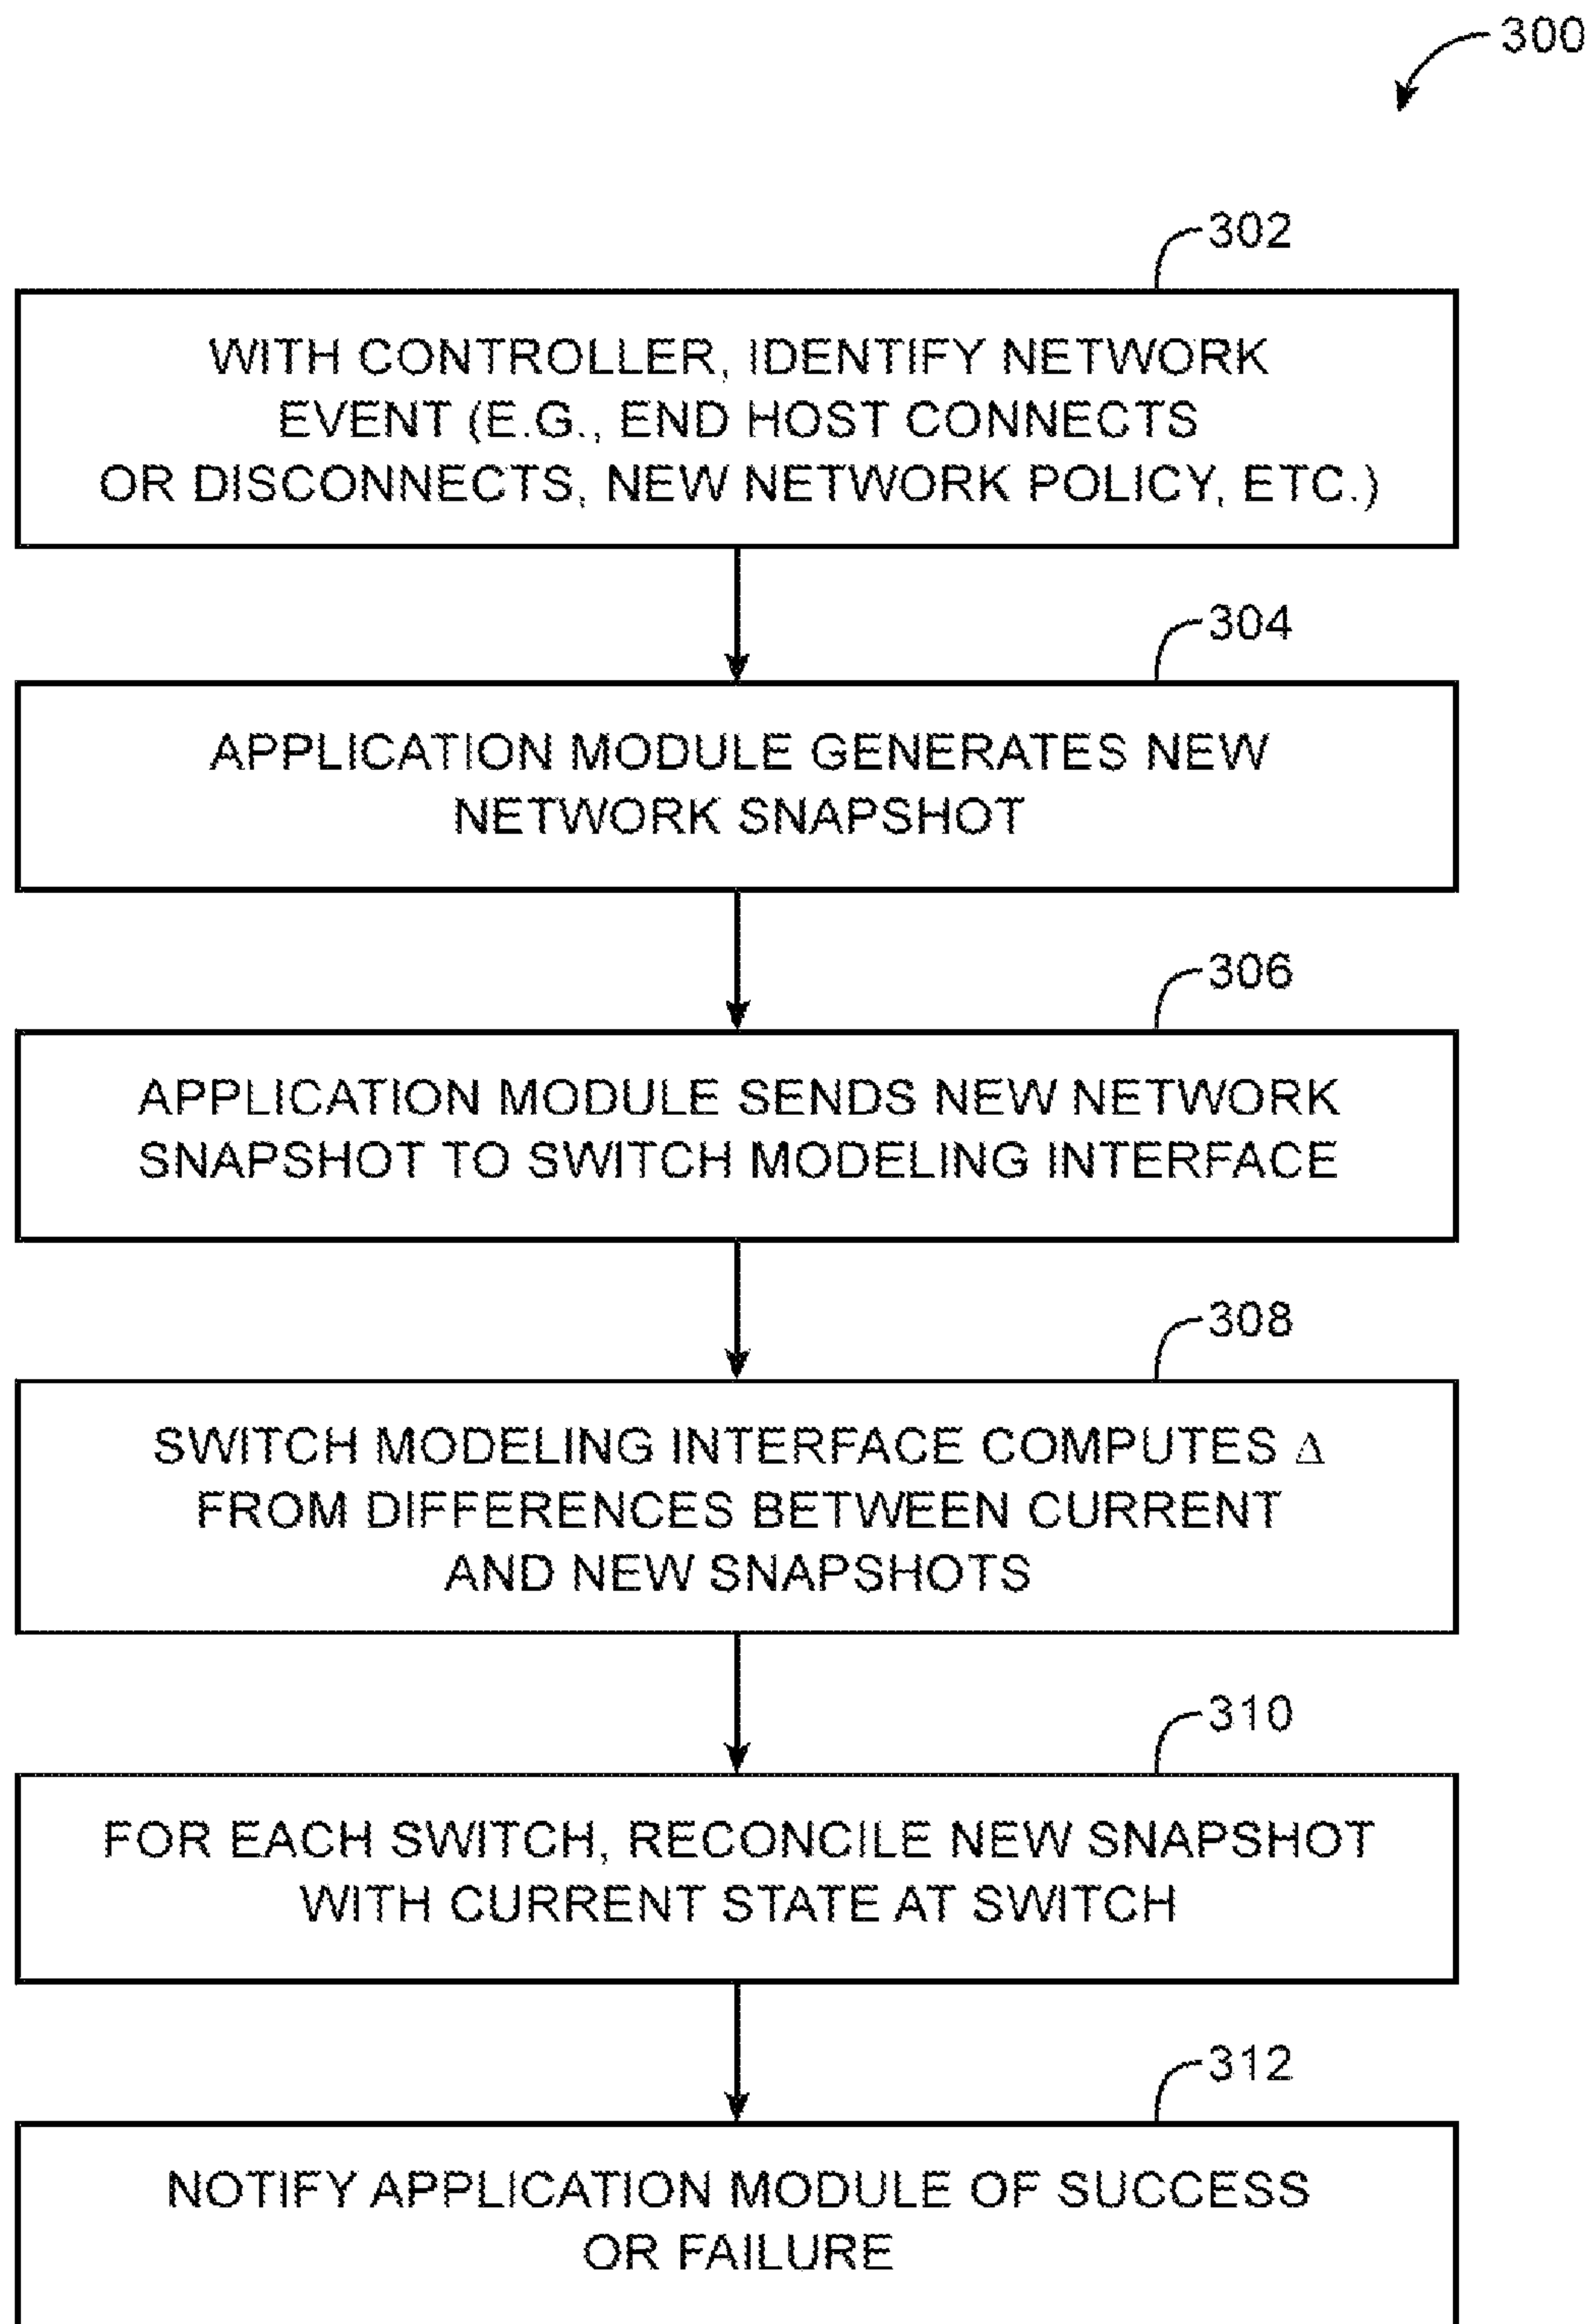 300
302
WITH CONTROLLER, IDENTIFY NETWORK
EVENT (E.G., END HOST CONNECTS
OR DISCONNECTS, NEW NETWORK POLICY, ETC.)
304
APPLICATION MODULE GENERATES NEW
NETWORK SNAPSHOT
306
APPLICATION MODULE SENDS NEW NETWORK
SNAPSHOT TO SWITCH MODELING INTERFACE
308
SWITCH MODELING INTERFACE COMPUTES Δ
FROM DIFFERENCES BETWEEN CURRENT
AND NEW SNAPSHOTS
310
FOR EACH SWITCH, RECONCILE NEW SNAPSHOT
WITH CURRENT STATE AT SWITCH
312
NOTIFY APPLICATION MODULE OF SUCCESS
OR FAILURE